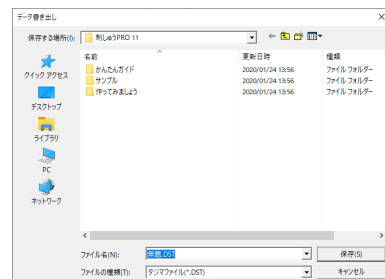 データ書き出し
保存する場所(I): 刺しゅうPRO 11
名前 更新日時 種類
かんたんガイド 2020/01/24 13:56 ファイル フォルダー
サンプル 2020/01/24 13:56 ファイル フォルダー
作ってみましょう 2020/01/24 13:56 ファイル フォルダー
クイック アクセス
デスクトップ
ライブラリ
PC
ネットワーク
ファイル名(N): 無題.DST 保存(S)
ファイルの種類(T): タジマファイル(*.DST) キャンセル